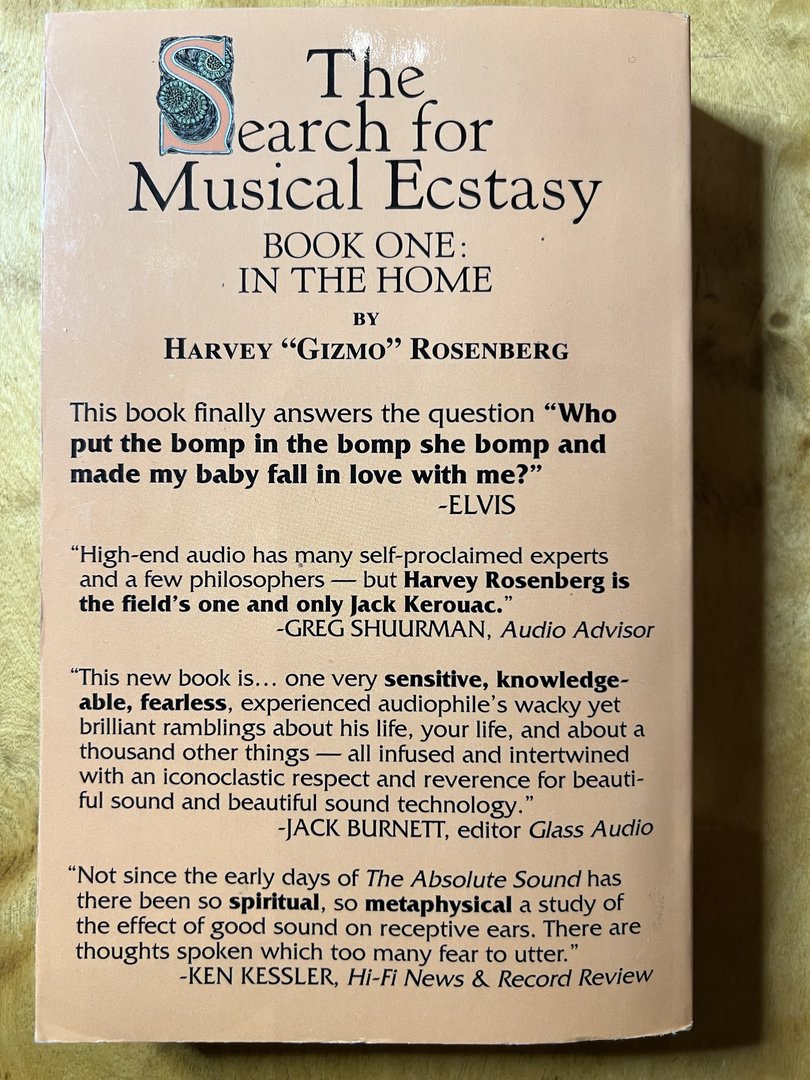 The
Search for
Musical Ecstasy
BOOK ONE:
IN THE HOME
BY
HARVEY “GIZMO” ROSENBERG
This book finally answers the question “Who
put the bomp in the bomp she bomp and
made my baby fall in love with me?”
-ELVIS
“High-end audio has many self-proclaimed experts
and a few philosophers — but Harvey Rosenberg is
the field’s one and only Jack Kerouac.”
-GREG SHUURMAN, Audio Advisor
“This new book is... one very sensitive, knowledge-
able, fearless, experienced audiophile’s wacky yet
brilliant ramblings about his life, your life, and about a
thousand other things — all infused and intertwined
with an iconoclastic respect and reverence for beauti-
ful sound and beautiful sound technology.”
-JACK BURNETT, editor Glass Audio
“Not since the early days of The Absolute Sound has
there been so spiritual, so metaphysical a study of
the effect of good sound on receptive ears. There are
thoughts spoken which too many fear to utter.”
-KEN KESSLER, Hi-Fi News & Record Review